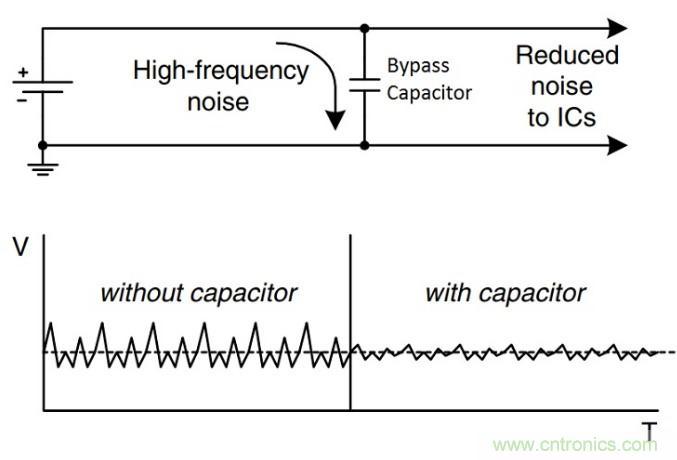 +
-
High-frequency
noise
Bypass
Capacitor
Reduced
noise
to ICs
V
without capacitor
with capacitor
T
www.cntronics.com